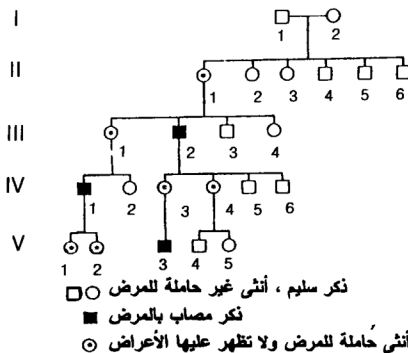 I
1 2
II
1 2 3 4 5 6
III
1 2 3 4
IV
1 2 3 4 5 6
V
1 2 3 4 5
ذكر سليم ، أنثى غير حاملة للمرض
ذكر مصاب بالمرض
أنثى حاملة للمرض ولا تظهر عليها الأعراض